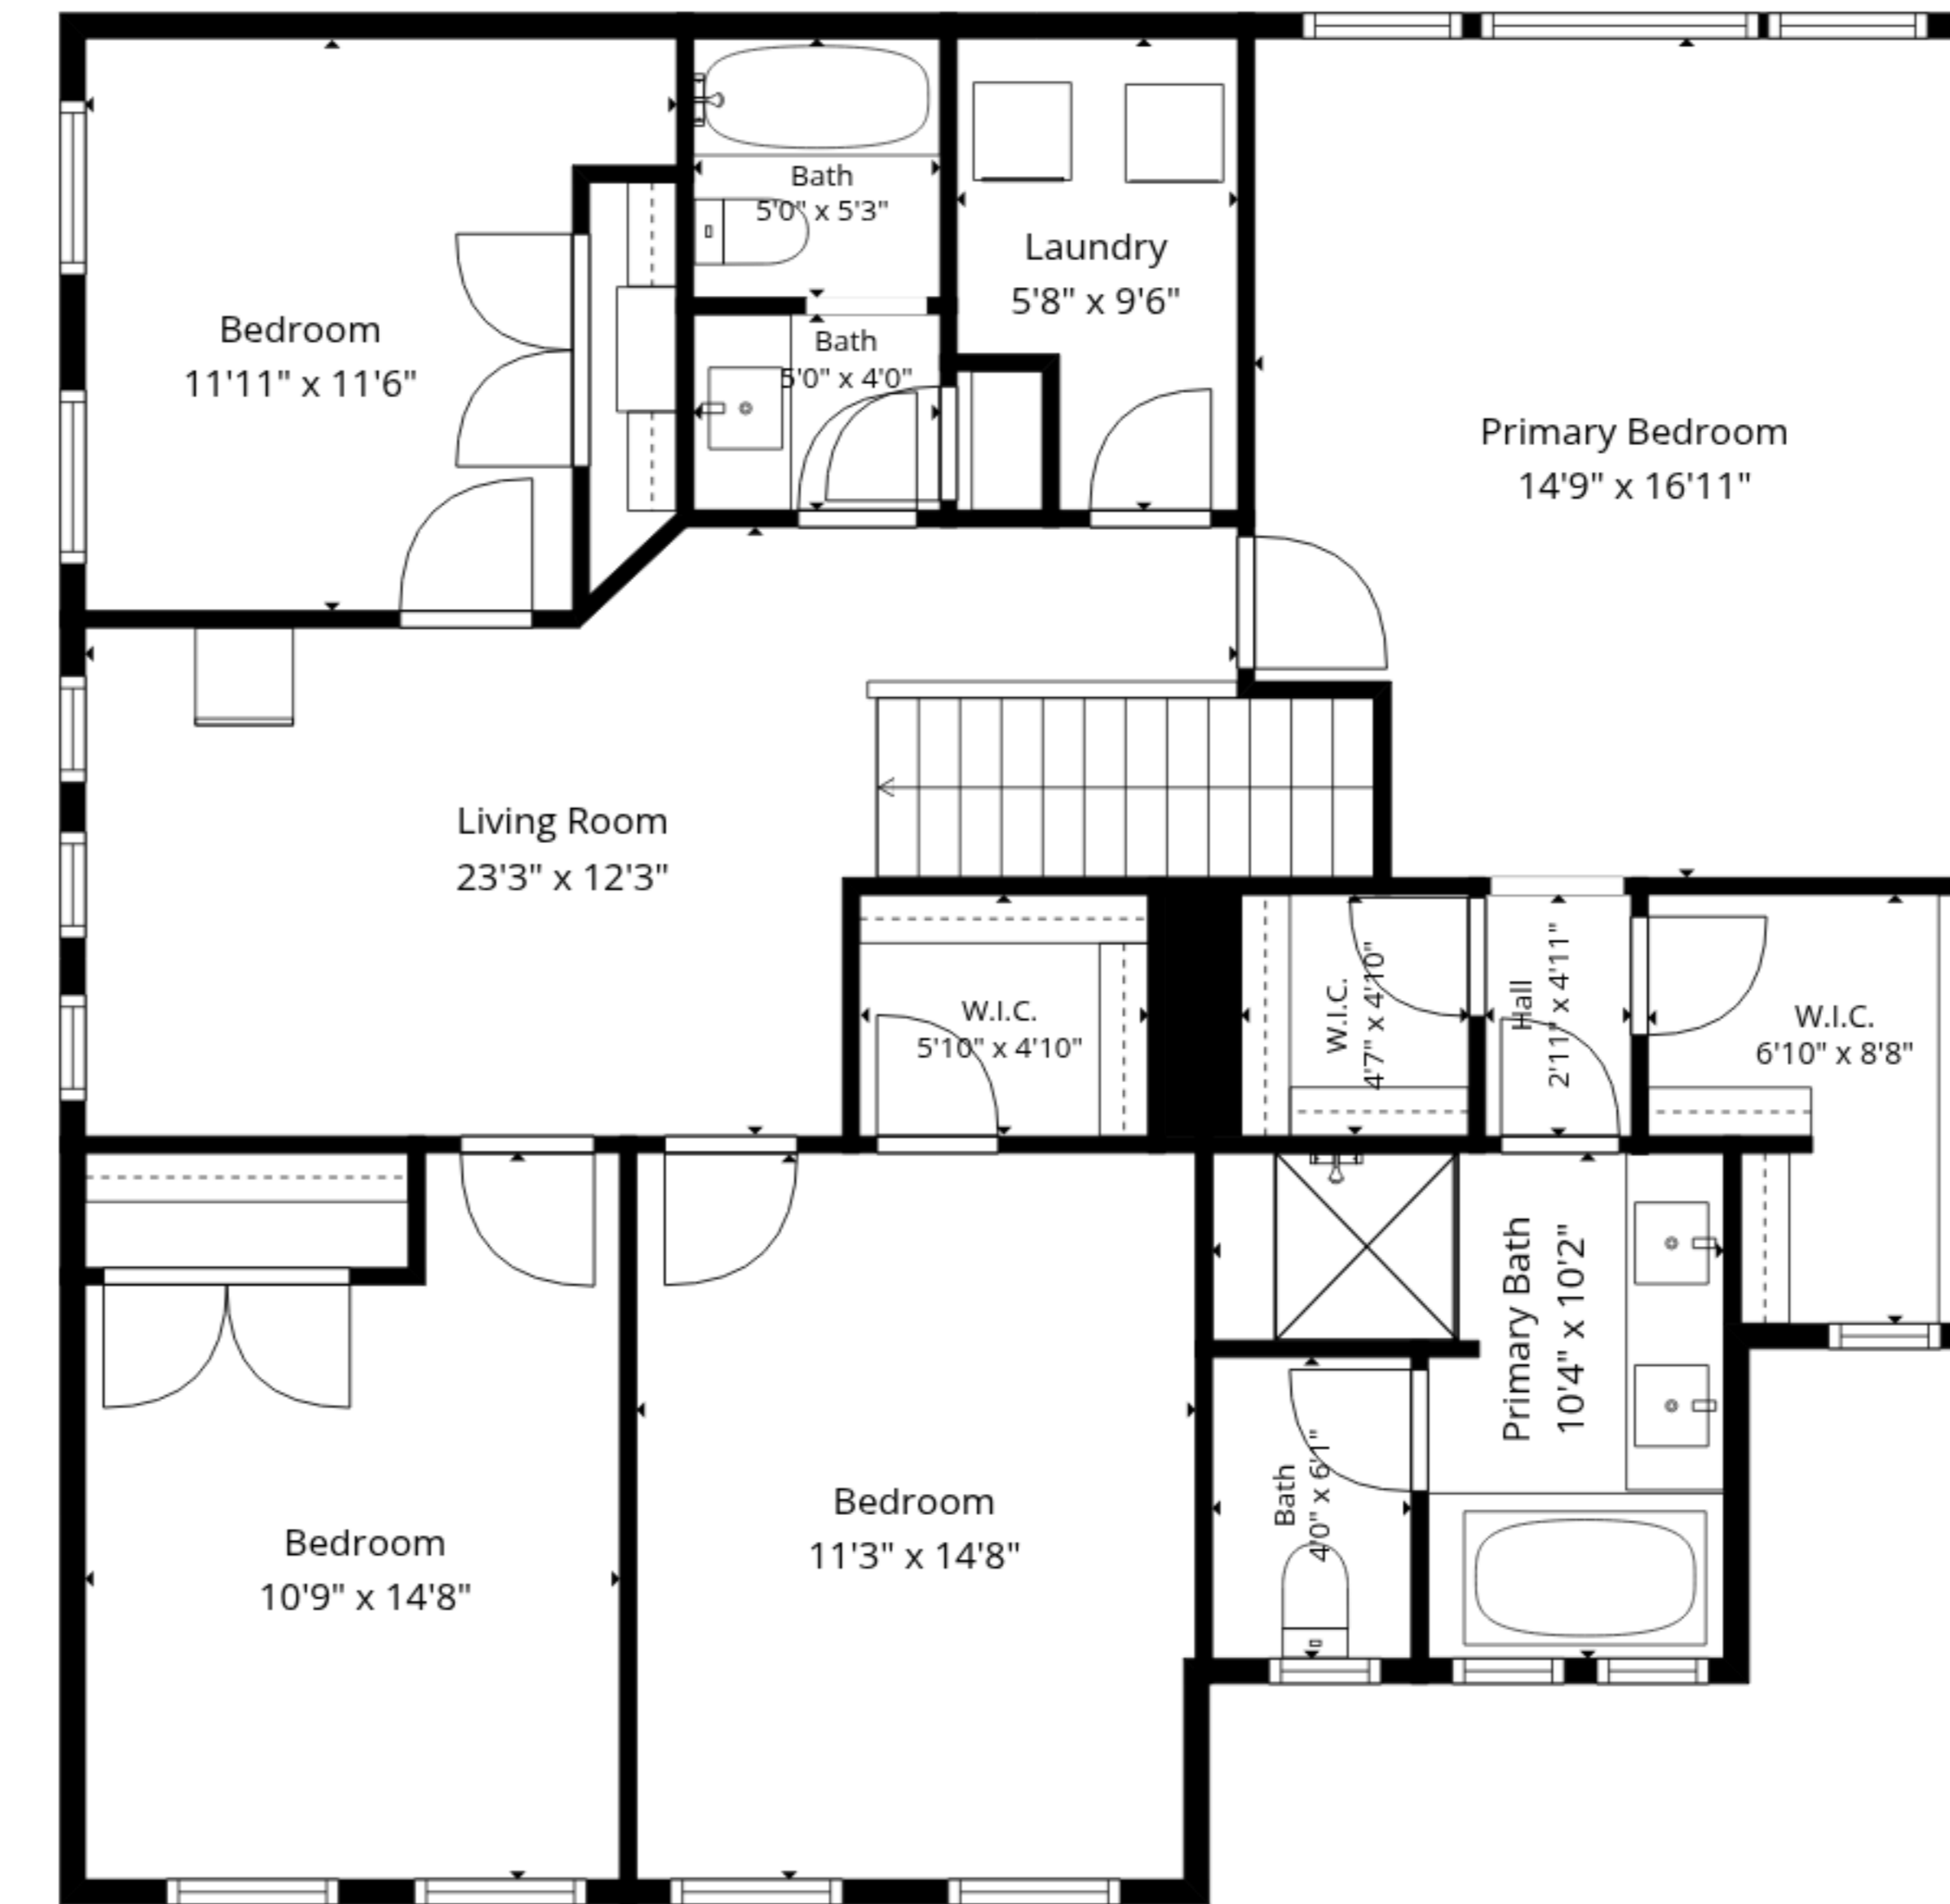 Bath
5'0" x 5'3"
Laundry
5'8" x 9'6"
Bedroom
11'11" x 11'6"
Bath
5'0" x 4'0"
Primary Bedroom
14'9" x 16'11"
Living Room
23'3" x 12'3"
W.I.C.
5'10" x 4'10"
W.I.C.
4'7" x 4'10"
Hall
2'11" x 4'11"
W.I.C.
6'10" x 8'8"
Primary Bath
10'4" x 10'2"
Bath
4'0" x 6'1"
Bedroom
11'3" x 14'8"
Bedroom
10'9" x 14'8"